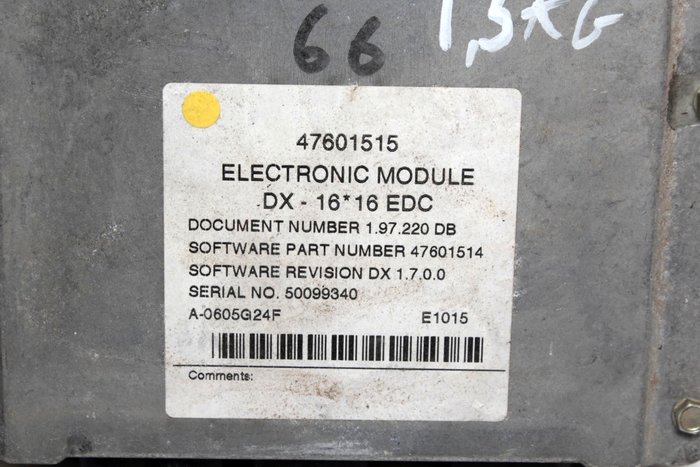 66
1,3KG
47601515
ELECTRONIC MODULE
DX - 16*16 EDC
DOCUMENT NUMBER 1.97.220 DB
SOFTWARE PART NUMBER 47601514
SOFTWARE REVISION DX 1.7.0.0
SERIAL NO. 50099340
A-0605G24F E1015
Comments: